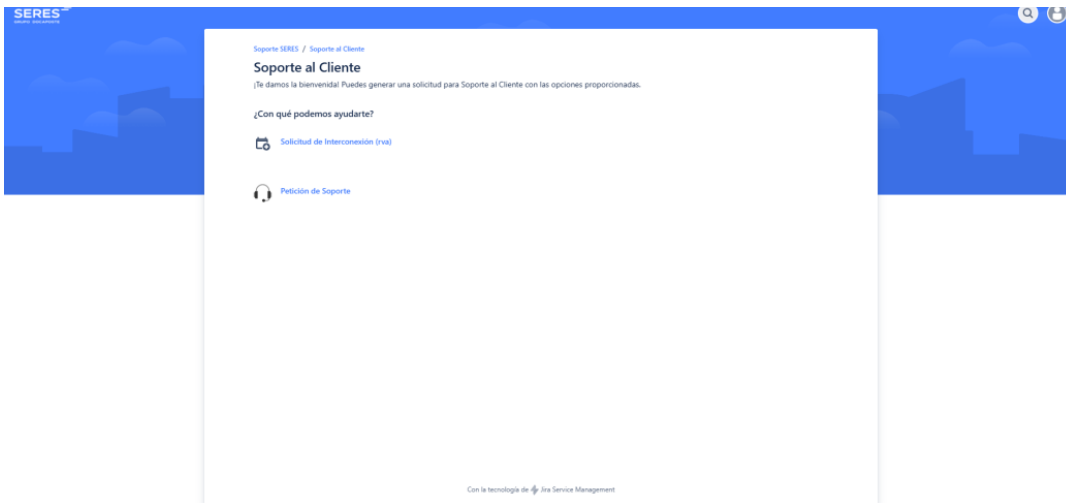 SERES
GRUPO DOCAPOSTE
Soporte SERES / Soporte al Cliente
Soporte al Cliente
¡Te damos la bienvenida! Puedes generar una solicitud para Soporte al Cliente con las opciones proporcionadas.
¿Con qué podemos ayudarte?
Solicitud de Interconexión (rva)
Petición de Soporte
Con la tecnología de Jira Service Management